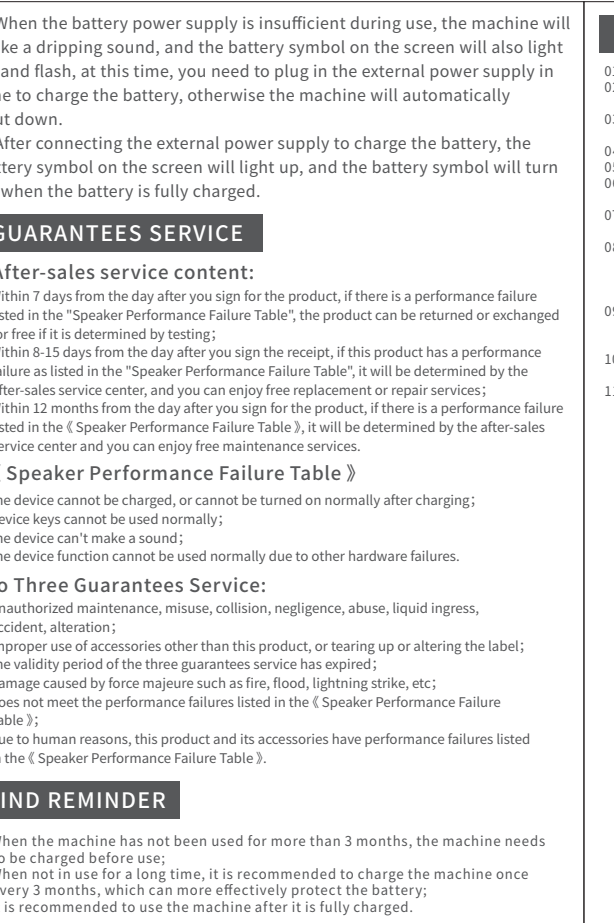 When the battery power supply is insufficient during use, the machine will
ke a dripping sound, and the battery symbol on the screen will also light
and flash, at this time, you need to plug in the external power supply in
e to charge the battery, otherwise the machine will automatically
ut down.
After connecting the external power supply to charge the battery, the
ttery symbol on the screen will light up, and the battery symbol will turn
when the battery is fully charged.
GUARANTEES SERVICE
After-sales service content:
ithin 7 days from the day after you sign for the product, if there is a performance failure
sted in the "Speaker Performance Failure Table", the product can be returned or exchanged
or free if it is determined by testing;
ithin 8-15 days from the day after you sign the receipt, if this product has a performance
ilure as listed in the "Speaker Performance Failure Table", it will be determined by the
fter-sales service center, and you can enjoy free replacement or repair services;
ithin 12 months from the day after you sign for the product, if there is a performance failure
sted in the《Speaker Performance Failure Table》, it will be determined by the after-sales
ervice center and you can enjoy free maintenance services.
《Speaker Performance Failure Table》
he device cannot be charged, or cannot be turned on normally after charging;
evice keys cannot be used normally;
he device can't make a sound;
he device function cannot be used normally due to other hardware failures.
o Three Guarantees Service:
nauthorized maintenance, misuse, collision, negligence, abuse, liquid ingress,
ccident, alteration;
mproper use of accessories other than this product, or tearing up or altering the label;
he validity period of the three guarantees service has expired;
amage caused by force majeure such as fire, flood, lightning strike, etc;
oes not meet the performance failures listed in the《Speaker Performance Failure
able》;
ue to human reasons, this product and its accessories have performance failures listed
the《Speaker Performance Failure Table》.
IND REMINDER
When the machine has not been used for more than 3 months, the machine needs
o be charged before use;
When not in use for a long time, it is recommended to charge the machine once
very 3 months, which can more effectively protect the battery;
is recommended to use the machine after it is fully charged.